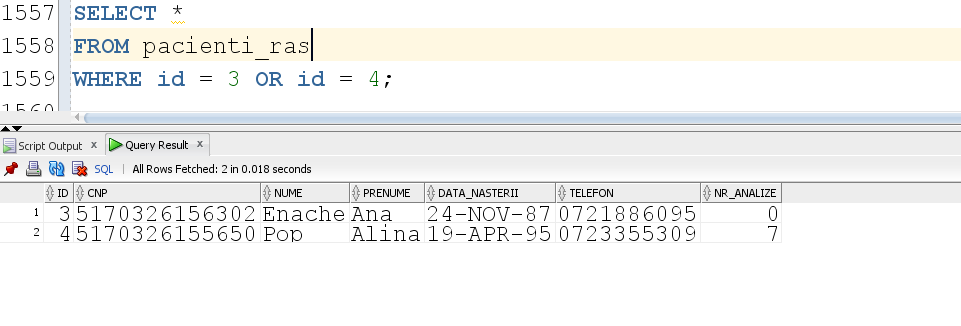 1557 SELECT *
1558 FROM pacienti_ras
1559 WHERE id = 3 OR id = 4;
1560
Script Output x Query Result x
SQL | All Rows Fetched: 2 in 0.018 seconds
ID CNP NUME PRENUME DATA_NASTERII TELEFON NR_ANALIZE
1 3 5170326156302 Enache Ana 24-NOV-87 0721886095 0
2 4 5170326155650 Pop Alina 19-APR-95 0723355309 7